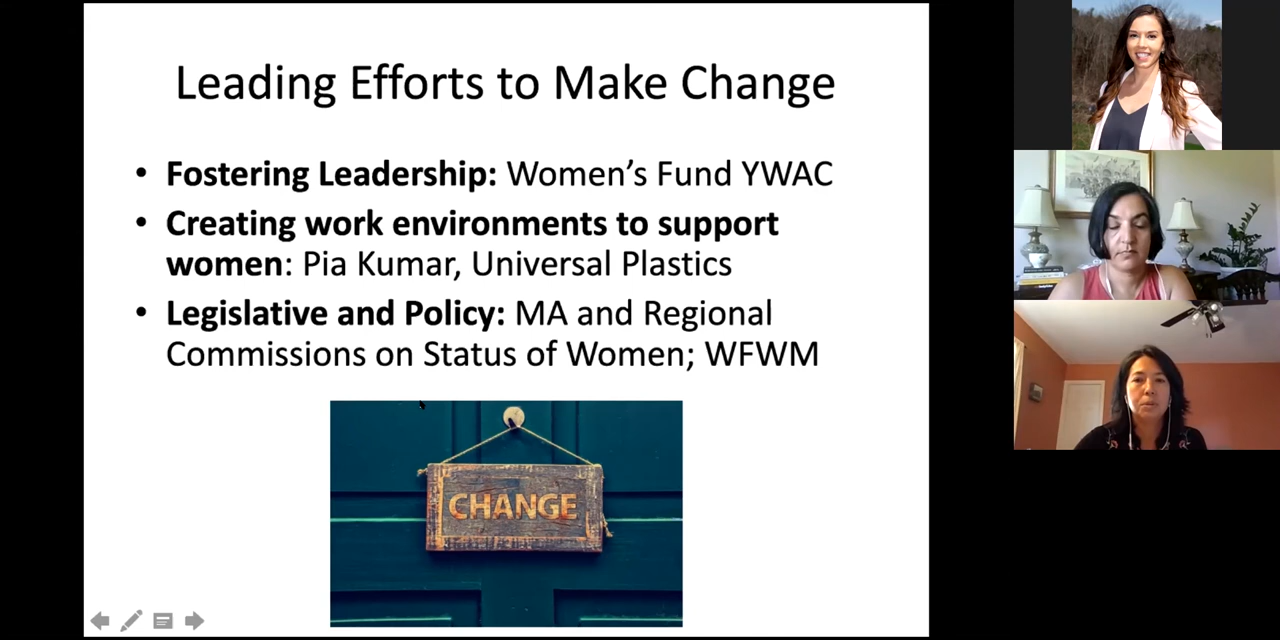 Leading Efforts to Make Change
• Fostering Leadership: Women’s Fund YWAC
• Creating work environments to support
women: Pia Kumar, Universal Plastics
• Legislative and Policy: MA and Regional
Commissions on Status of Women; WFWM
CHANGE